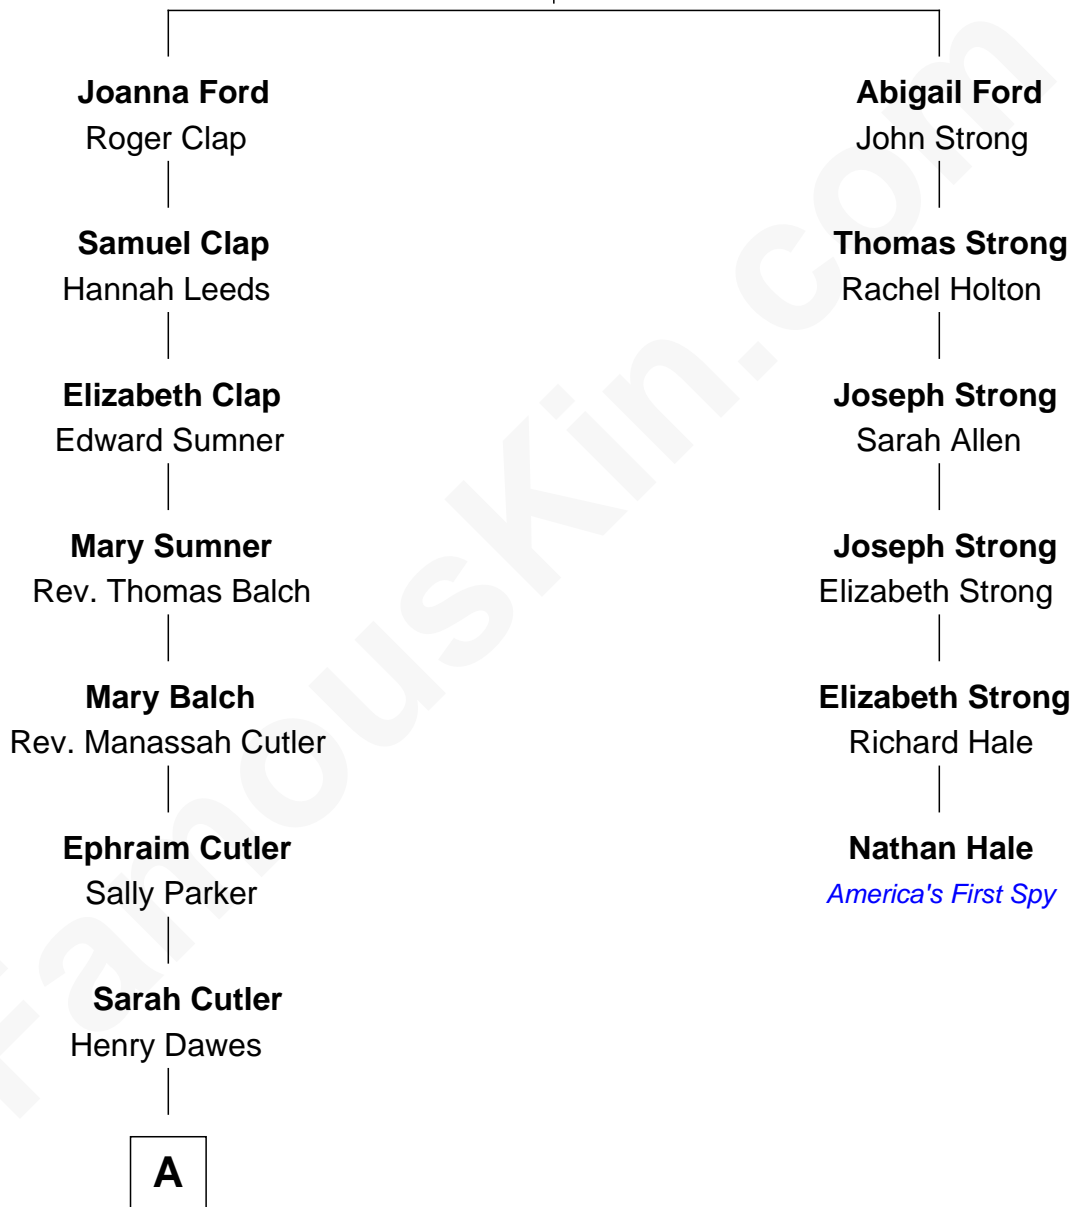 Joanna Ford
Roger Clap
Samuel Clap
Hannah Leeds
Elizabeth Clap
Edward Sumner
Mary Sumner
Rev. Thomas Balch
Mary Balch
Rev. Manassah Cutler
Ephraim Cutler
Sally Parker
Sarah Cutler
Henry Dawes
A
Abigail Ford
John Strong
Thomas Strong
Rachel Holton
Joseph Strong
Sarah Allen
Joseph Strong
Elizabeth Strong
Elizabeth Strong
Richard Hale
Nathan Hale
America's First Spy
FamousKin.com